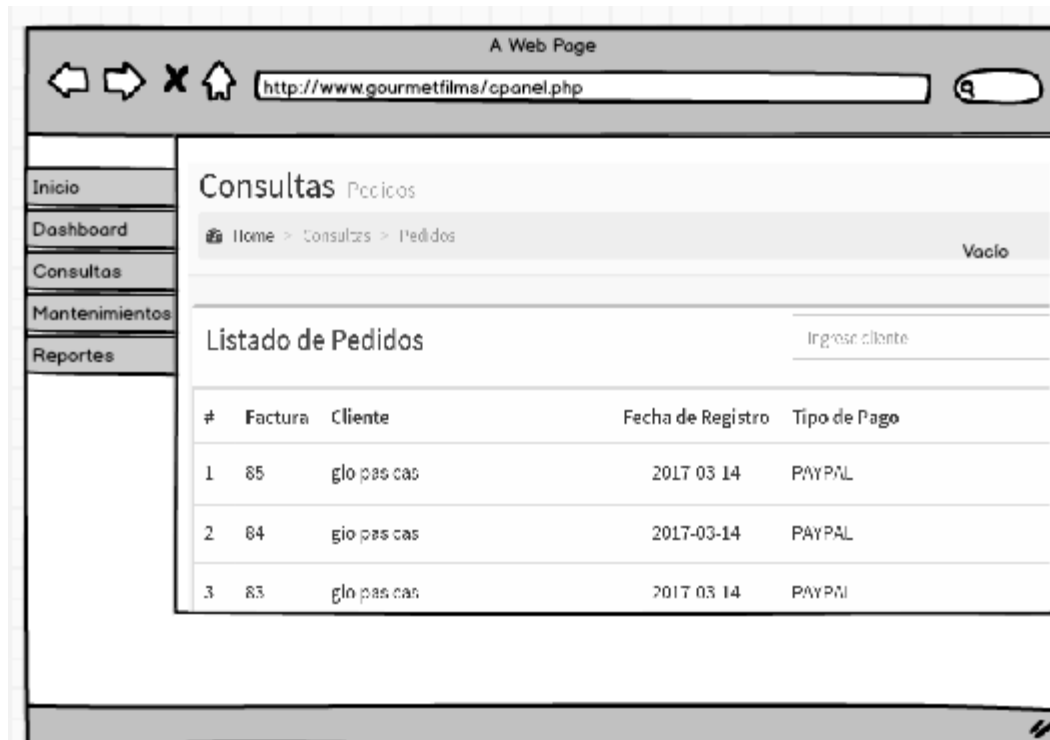 A Web Page
http://www.gourmetfilms/cpanel.php
Inicio
Dashboard
Consultas
Mantenimientos
Reportes
Consultas Pedidos
Home > Consultas > Pedidos
Vacío
Listado de Pedidos
Ingrese cliente
# Factura Cliente Fecha de Registro Tipo de Pago
1 85 gio pas cas 2017-03-14 PAYPAL
2 84 gio pas cas 2017-03-14 PAYPAL
3 83 gio pas cas 2017-03-14 PAYPAL